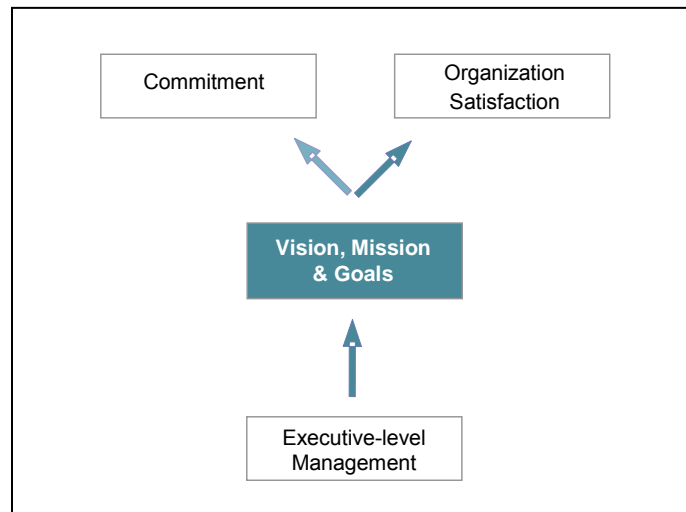 Commitment
Organization
Satisfaction
Vision, Mission
& Goals
Executive-level
Management